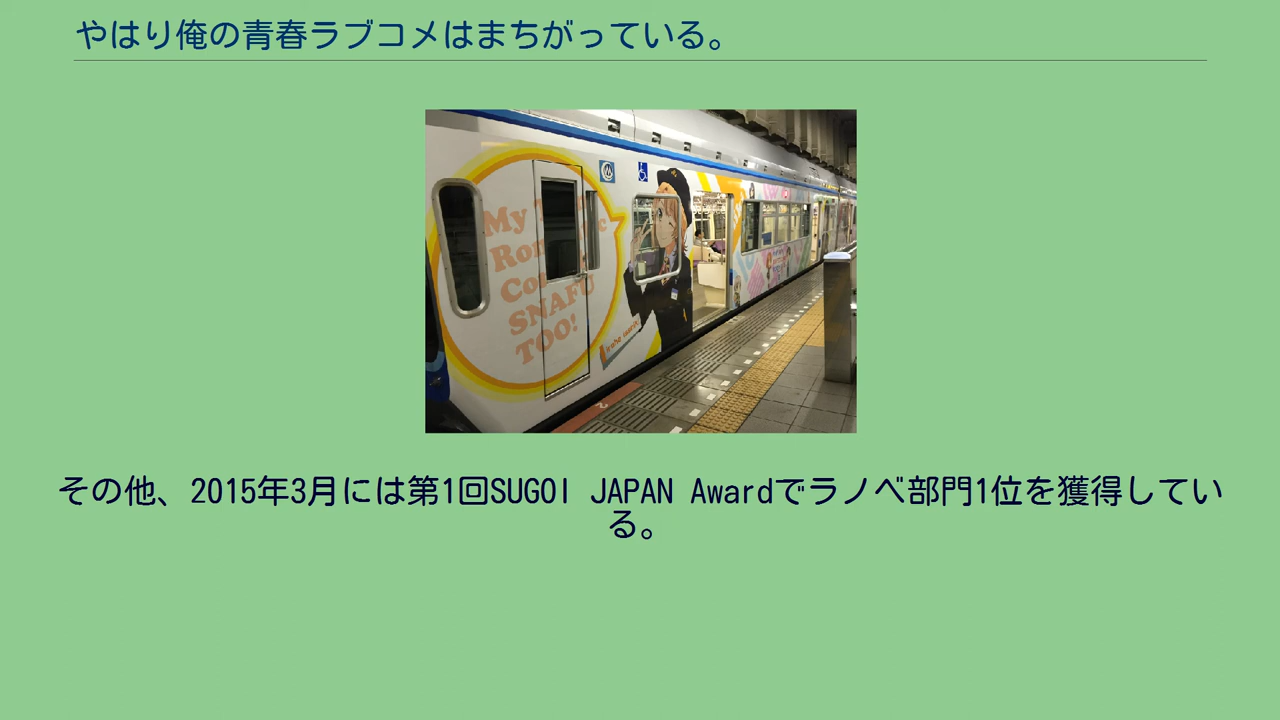 やはり俺の青春ラブコメはまちがっている。
My
SNAFU
TOO!
その他、2015年3月には第1回SUGOI JAPAN Awardでラノベ部門1位を獲得してい
る。